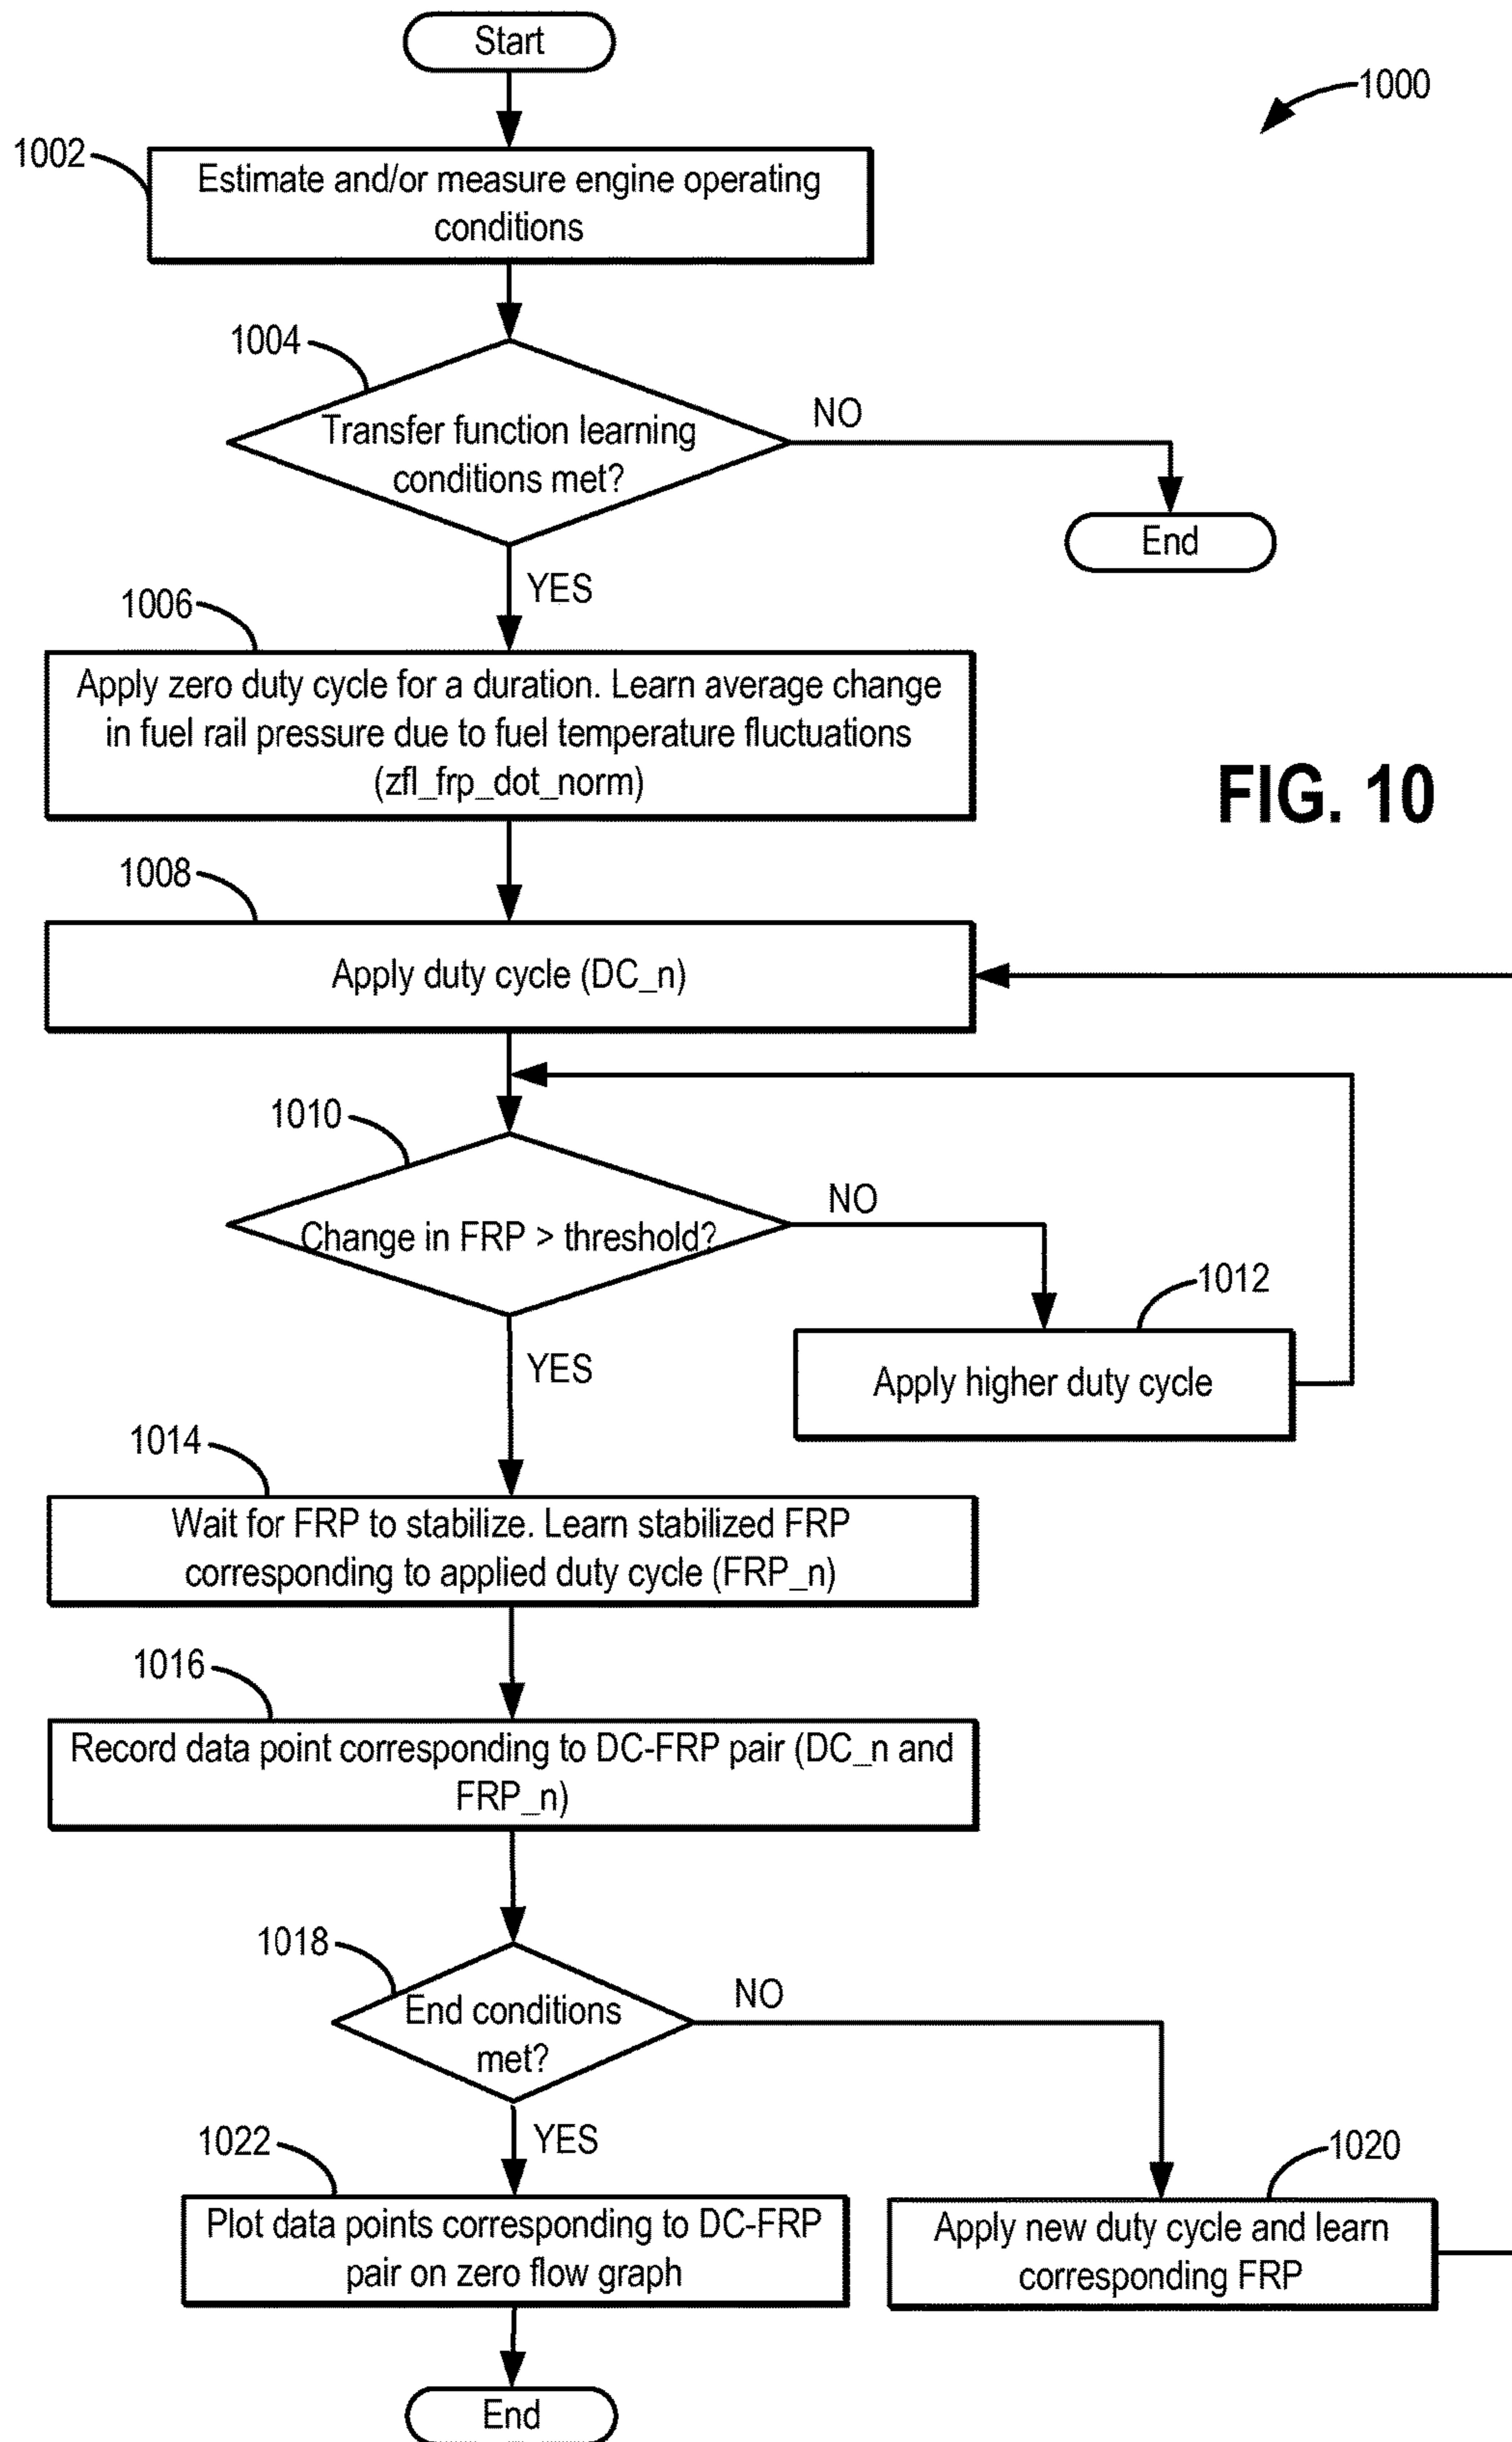 Start
1000
1002
Estimate and/or measure engine operating
conditions
1004
Transfer function learning
conditions met?
NO
End
YES
1006
Apply zero duty cycle for a duration. Learn average change
in fuel rail pressure due to fuel temperature fluctuations
(zfl_frp_dot_norm)
FIG. 10
1008
Apply duty cycle (DC_n)
1010
Change in FRP > threshold?
NO
1012
Apply higher duty cycle
YES
1014
Wait for FRP to stabilize. Learn stabilized FRP
corresponding to applied duty cycle (FRP_n)
1016
Record data point corresponding to DC-FRP pair (DC_n and
FRP_n)
1018
End conditions
met?
NO
YES
1022
Plot data points corresponding to DC-FRP
pair on zero flow graph
1020
Apply new duty cycle and learn
corresponding FRP
End